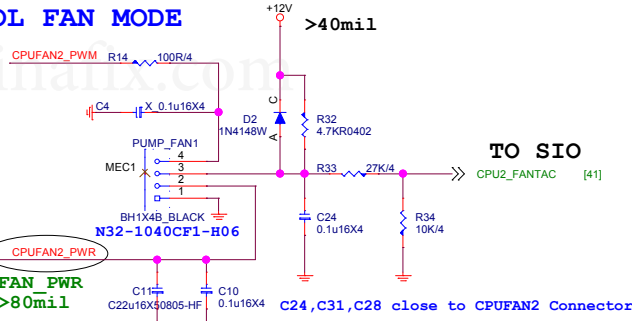 OL FAN MODE
+12V
>40mil
CPUFAN2_PWM
R14
100R/4
C4
X_0.1u16X4
D2
1N4148W
C
A
R32
4.7KR0402
PUMP_FAN1
MEC1
4
3
2
1
BH1X4B_BLACK
N32-1040CF1-H06
R33
27K/4
TO SIO
CPU2_FANTAC [41]
C24
0.1u16X4
R34
10K/4
CPUFAN2_PWR
FAN_PWR
>80mil
C11
C22u16X50805-HF
C10
0.1u16X4
C24,C31,C28 close to CPUFAN2 Connector